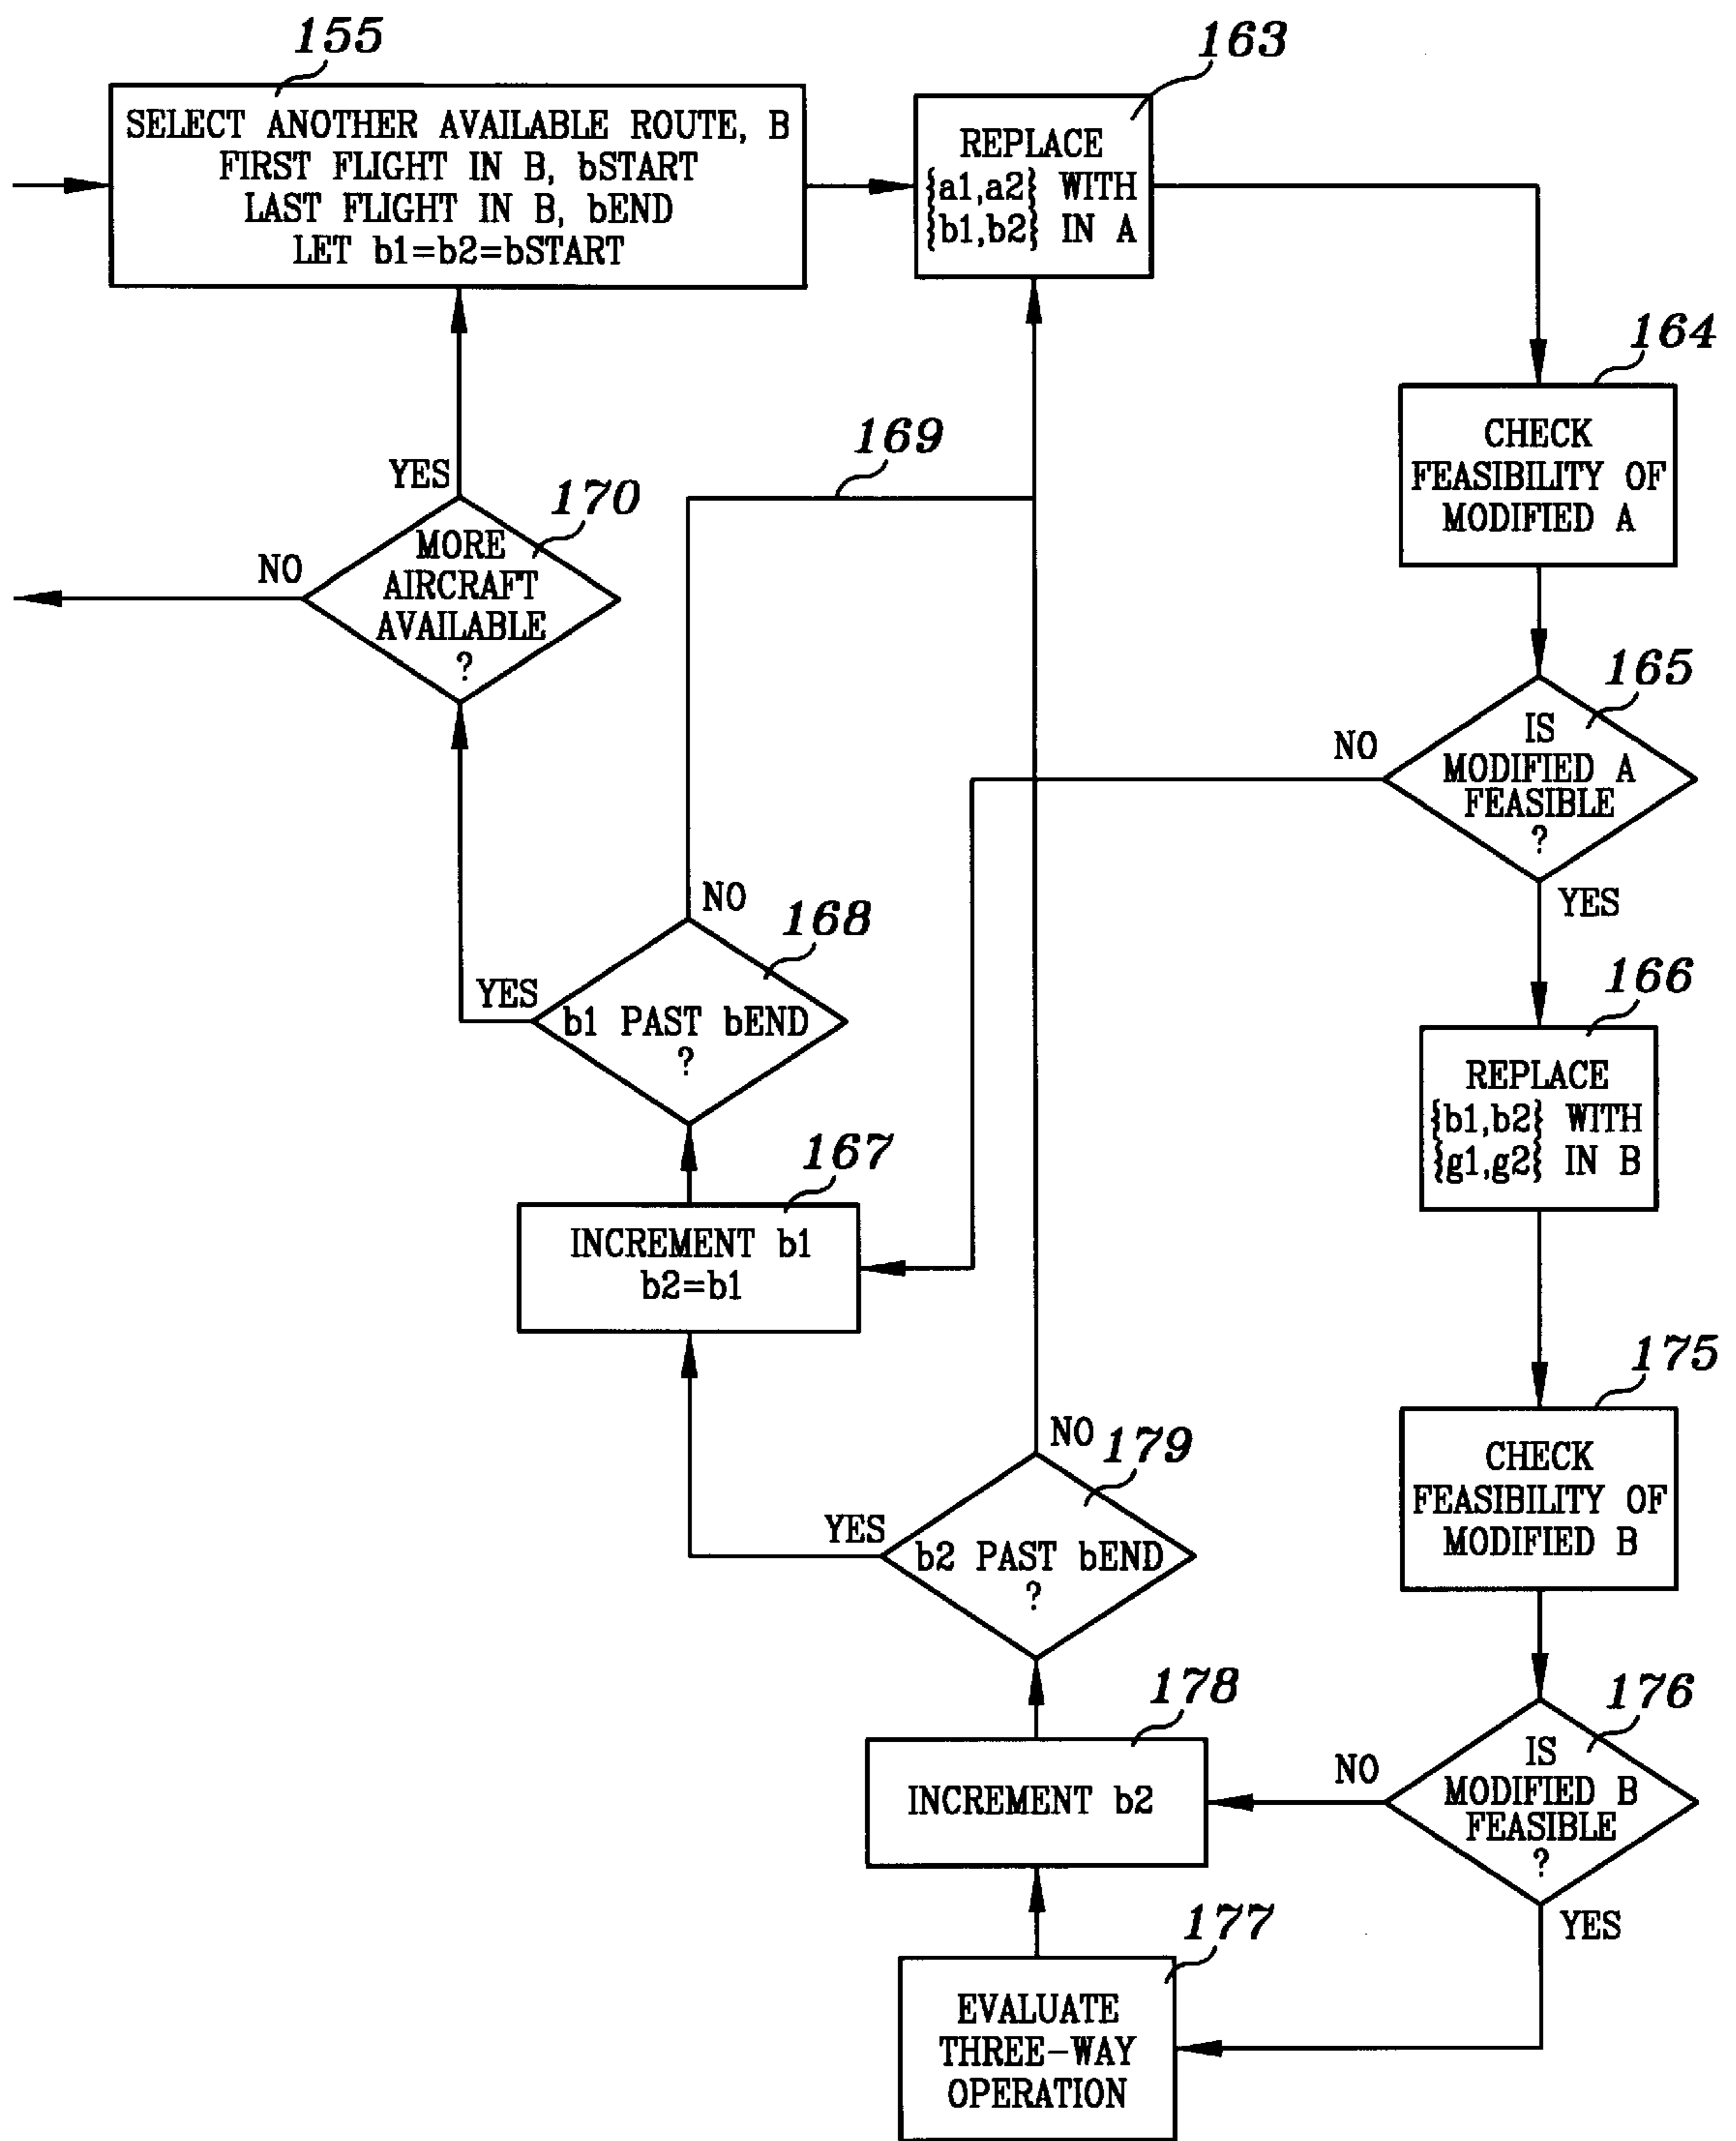 155
SELECT ANOTHER AVAILABLE ROUTE, B
FIRST FLIGHT IN B, bSTART
LAST FLIGHT IN B, bEND
LET b1=b2=bSTART
163
REPLACE
{a1,a2} WITH
{b1,b2} IN A
164
CHECK
FEASIBILITY OF
MODIFIED A
169
YES
170
NO
MORE
AIRCRAFT
AVAILABLE
?
165
NO
IS
MODIFIED A
FEASIBLE
?
YES
NO
168
YES
b1 PAST bEND
?
166
REPLACE
{b1,b2} WITH
{g1,g2} IN B
167
INCREMENT b1
b2=b1
175
CHECK
FEASIBILITY OF
MODIFIED B
NO
179
YES
b2 PAST bEND
?
178
INCREMENT b2
176
NO
IS
MODIFIED B
FEASIBLE
?
YES
177
EVALUATE
THREE-WAY
OPERATION